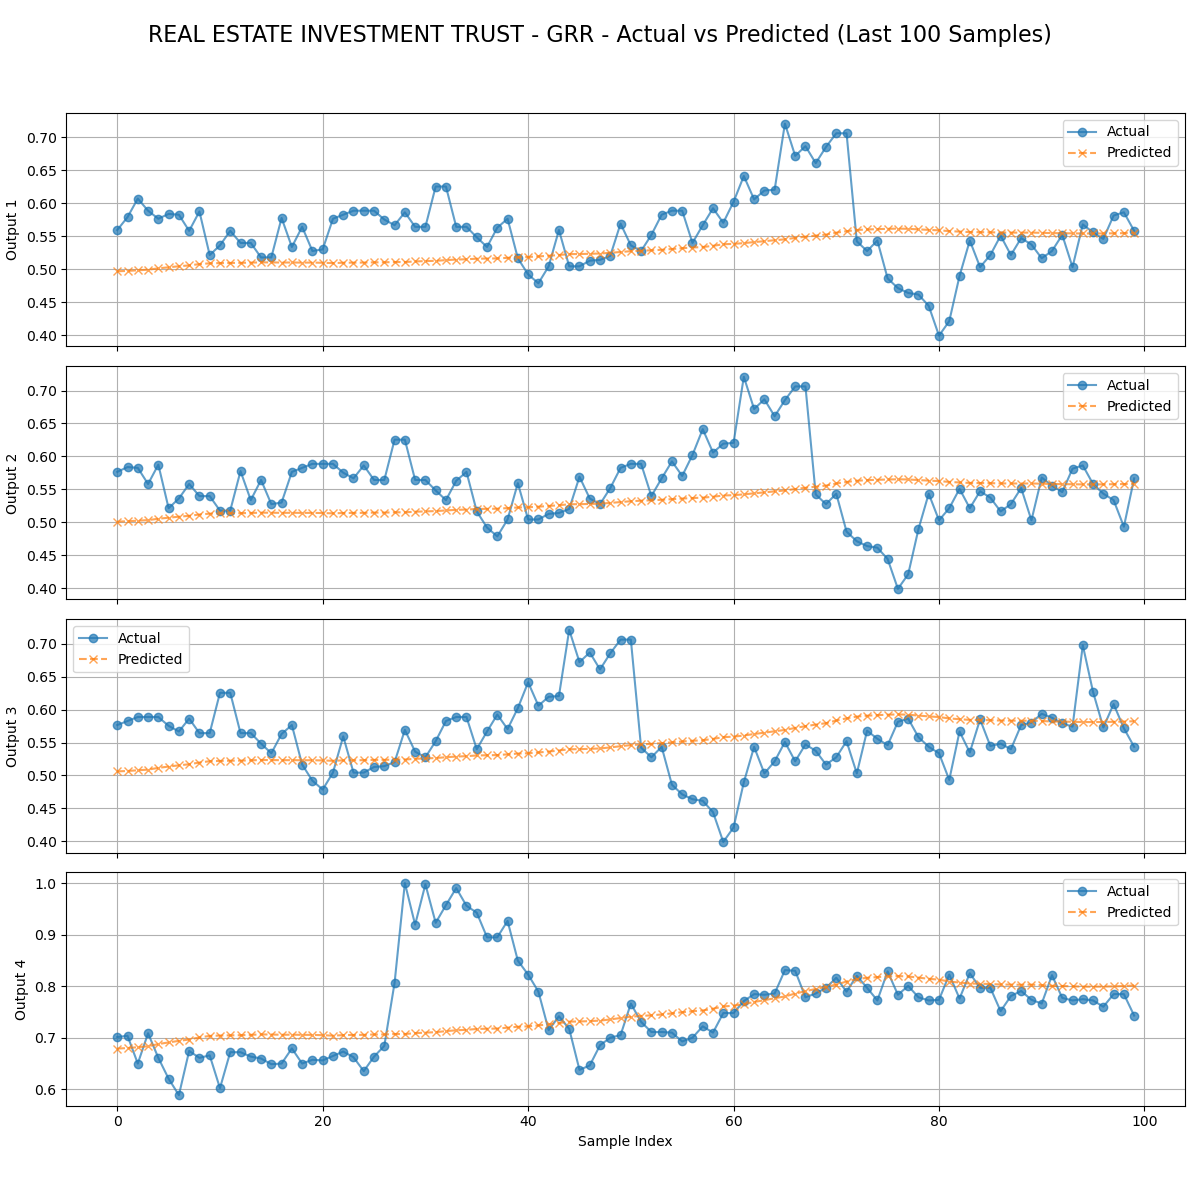 REAL ESTATE INVESTMENT TRUST - GRR - Actual vs Predicted (Last 100 Samples)
Output 1
0.70
0.65
0.60
0.55
0.50
0.45
0.40
Actual
Predicted
Output 2
0.70
0.65
0.60
0.55
0.50
0.45
0.40
Actual
Predicted
Output 3
0.70
0.65
0.60
0.55
0.50
0.45
0.40
Actual
Predicted
Output 4
1.0
0.9
0.8
0.7
0.6
Actual
Predicted
0 20 40 60 80 100
Sample Index